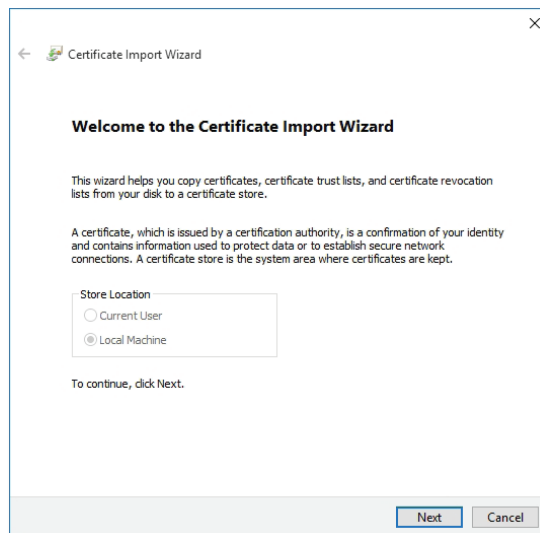 Certificate Import Wizard
Welcome to the Certificate Import Wizard
This wizard helps you copy certificates, certificate trust lists, and certificate revocation
lists from your disk to a certificate store.
A certificate, which is issued by a certification authority, is a confirmation of your identity
and contains information used to protect data or to establish secure network
connections. A certificate store is the system area where certificates are kept.
Store Location
Current User
Local Machine
To continue, click Next.
Next
Cancel